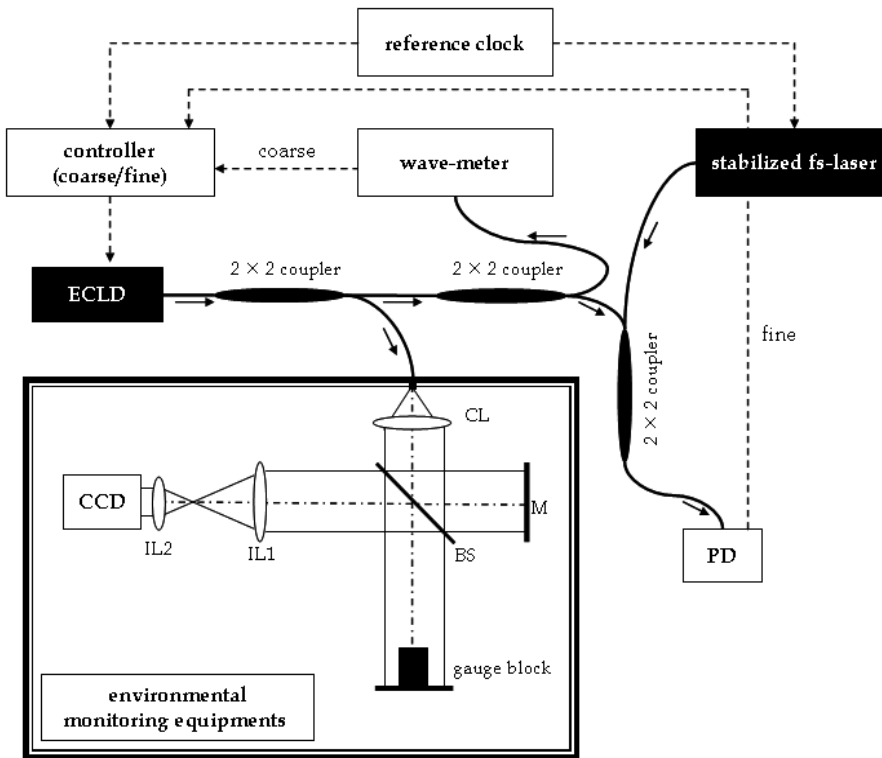 reference clock
controller
(coarse/fine)
coarse
wave-meter
stabilized fs-laser
2 × 2 coupler
2 × 2 coupler
ECLD
fine
2 × 2 coupler
CL
CCD
M
IL2
IL1
BS
PD
gauge block
environmental
monitoring equipments